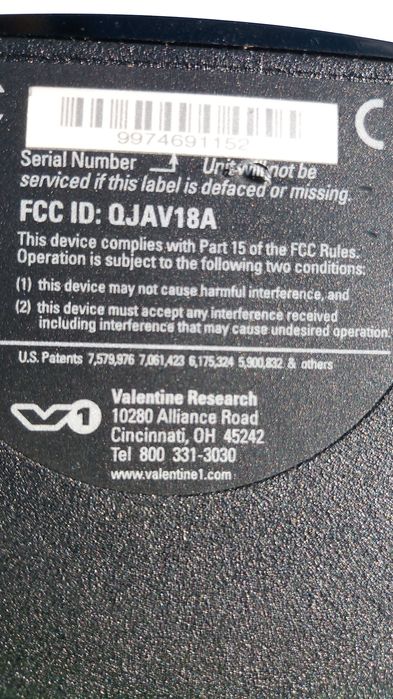 9974691152
Serial Number Unit will not be
serviced if this label is defaced or missing.
FCC ID: QJAV18A
This device complies with Part 15 of the FCC Rules.
Operation is subject to the following two conditions:
(1) this device may not cause harmful interference, and
(2) this device must accept any interference received
including interference that may cause undesired operation.
U.S. Patents 7,579,976 7,061,423 6,175,324 5,900,832 & others
V1
Valentine Research
10280 Alliance Road
Cincinnati, OH 45242
Tel 800 331-3030
www.valentine1.com